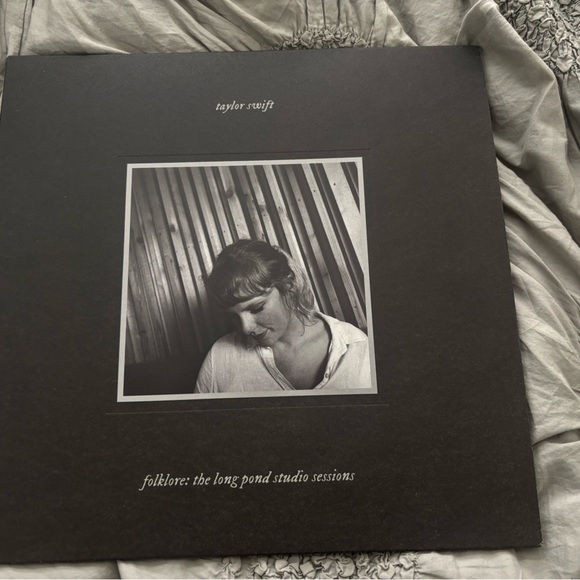 taylor swift
folklore: the long pond studio sessions